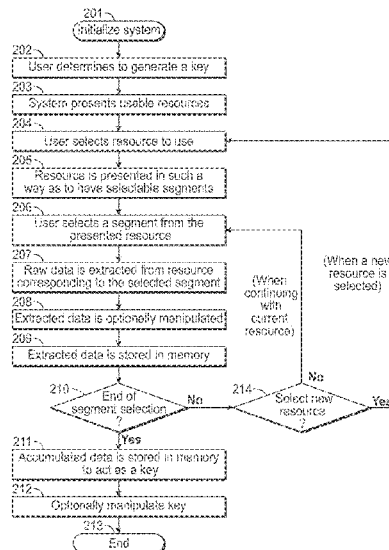 201
Initialize system
202
User determines to generate a key
203
System presents usable resources
204
User selects resource to use
205
Resource is presented in such
a way as to have selectable segments
206
User selects a segment from the
presented resource
207
Raw data is extracted from resource
corresponding to the selected segment
208
Extracted data is optionally manipulated
209
Extracted data is stored in memory
210
End of
segment selection
?
No
Yes
214
Select new
resource
?
No
Yes
(When
continuing
with
current
resource)
(When a new
resource is
selected)
211
Accumulated data is stored in memory
to act as a key
212
Optionally manipulate key
213
End